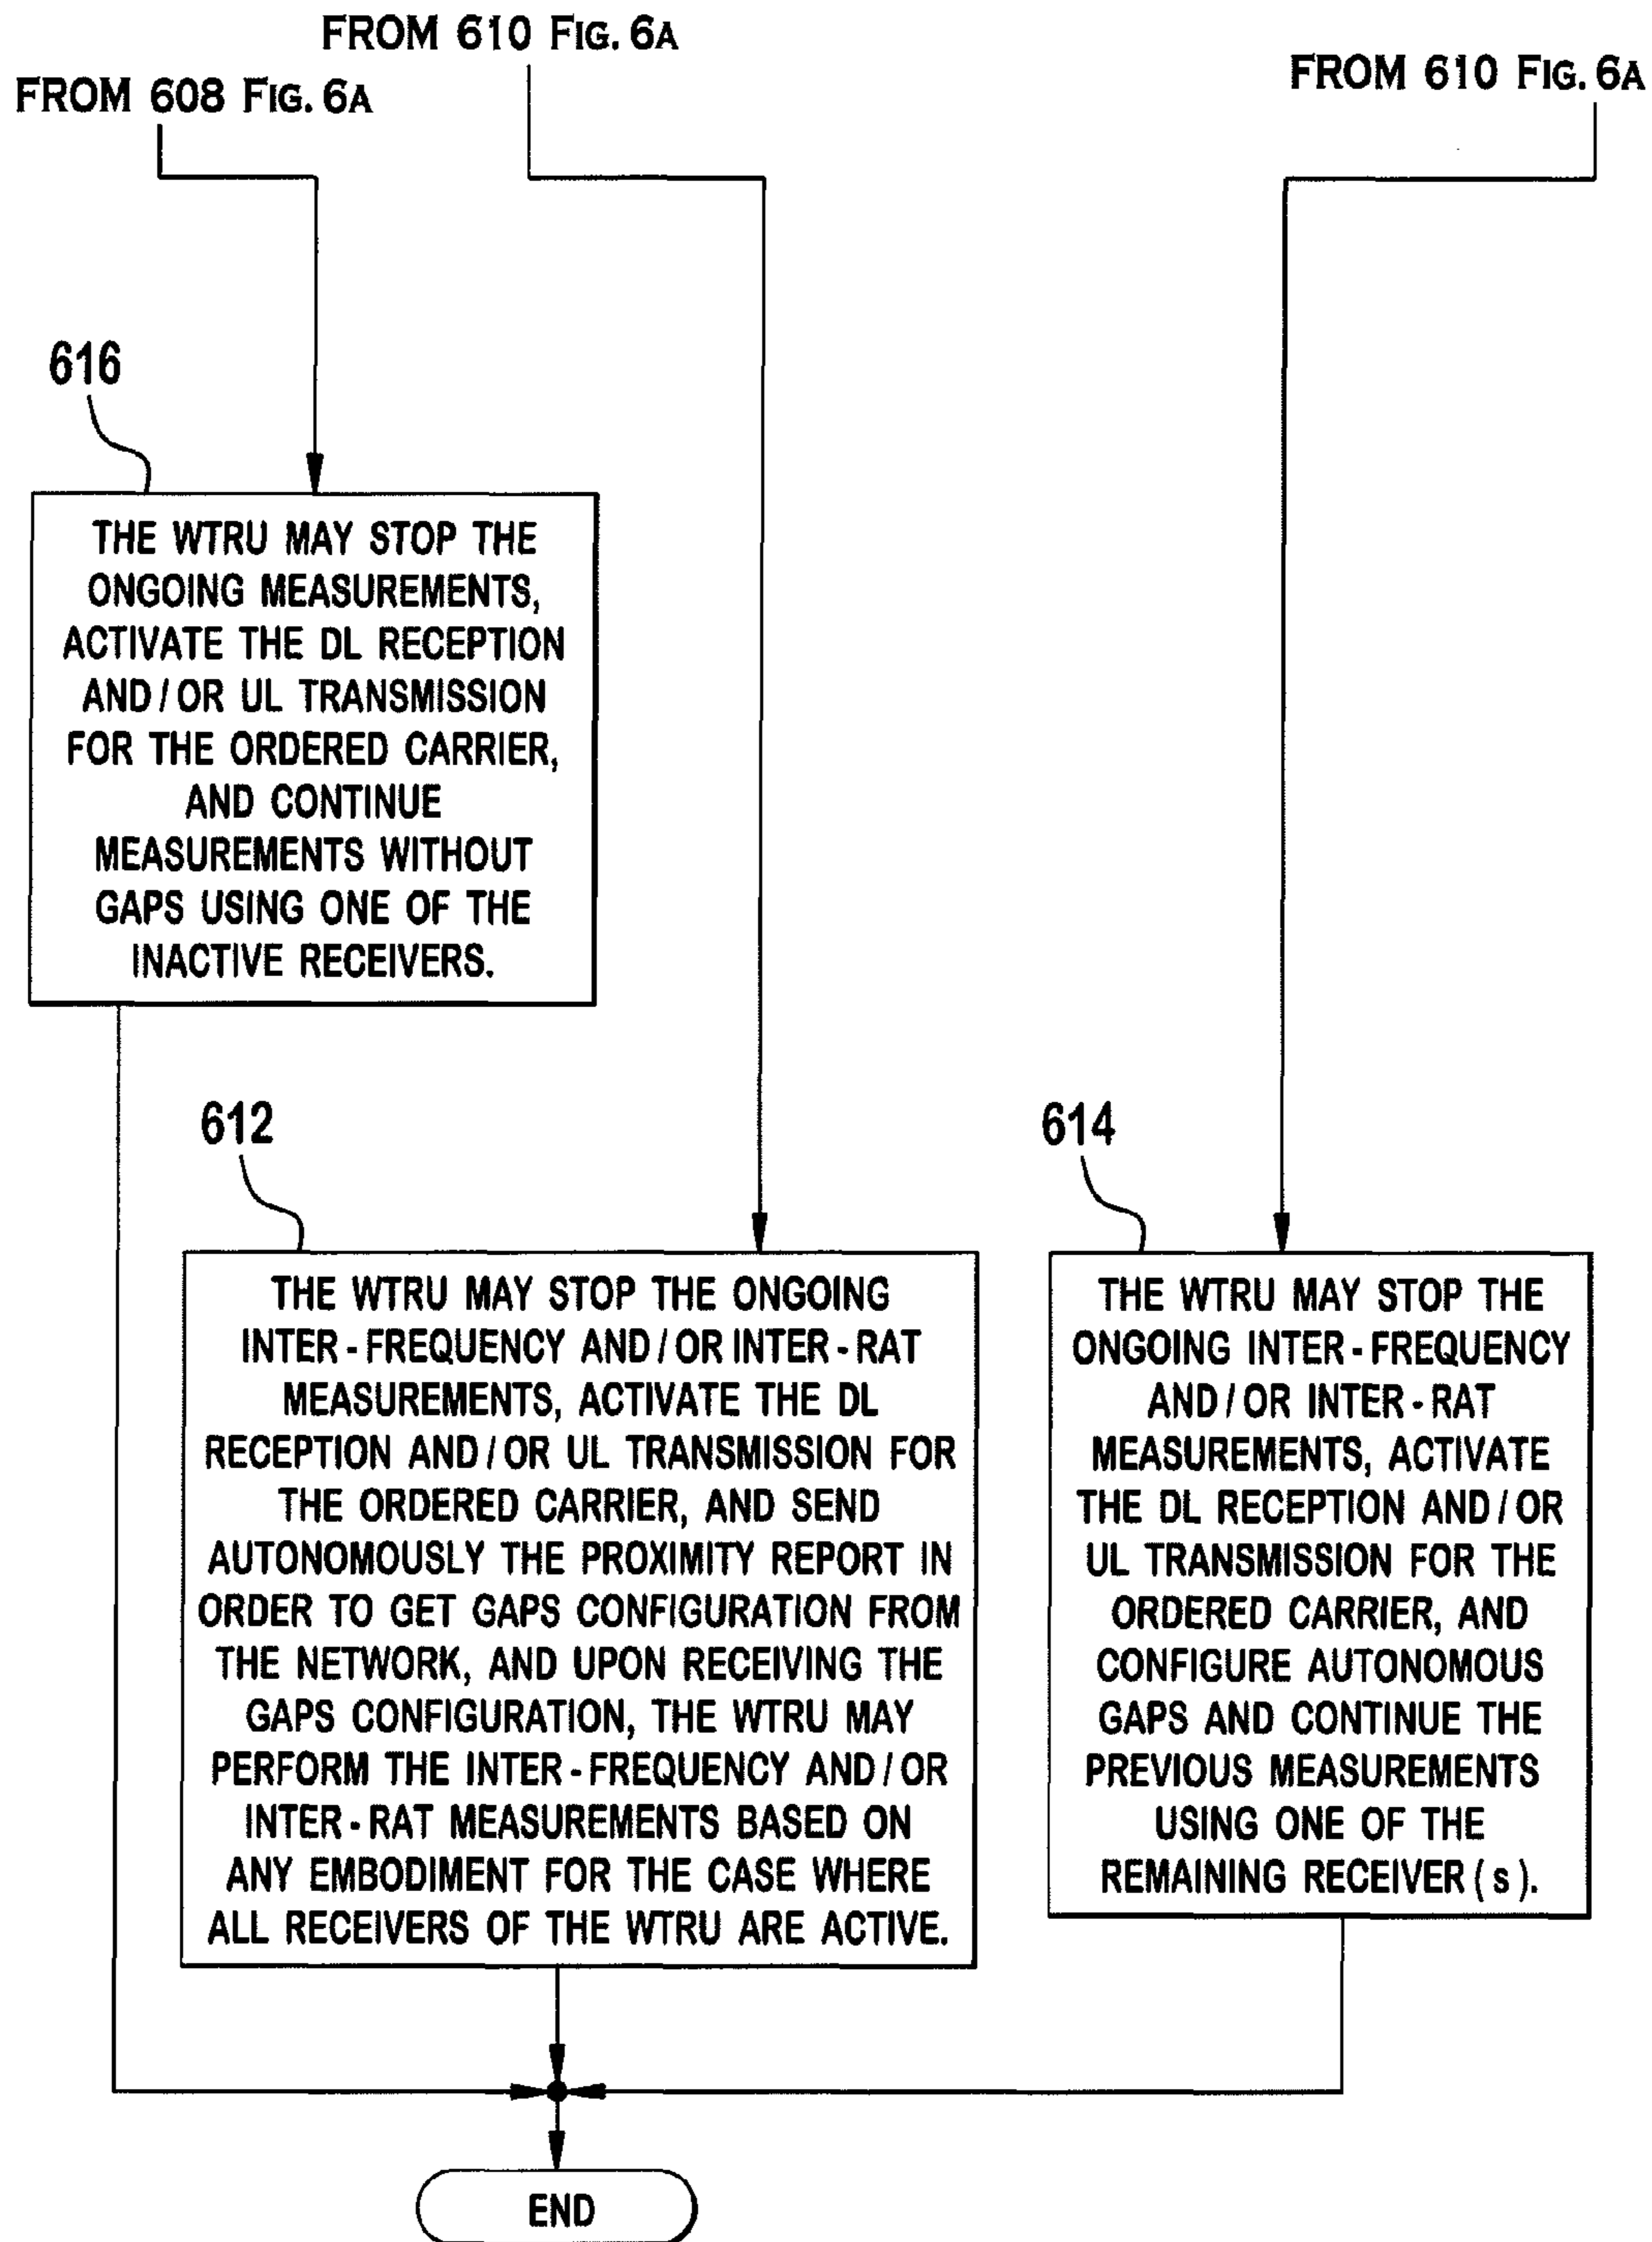 FROM 610 FIG. 6A
FROM 608 FIG. 6A
FROM 610 FIG. 6A
616
THE WTRU MAY STOP THE
ONGOING MEASUREMENTS,
ACTIVATE THE DL RECEPTION
AND/OR UL TRANSMISSION
FOR THE ORDERED CARRIER,
AND CONTINUE
MEASUREMENTS WITHOUT
GAPS USING ONE OF THE
INACTIVE RECEIVERS.
612
THE WTRU MAY STOP THE ONGOING
INTER-FREQUENCY AND/OR INTER-RAT
MEASUREMENTS, ACTIVATE THE DL
RECEPTION AND/OR UL TRANSMISSION FOR
THE ORDERED CARRIER, AND SEND
AUTONOMOUSLY THE PROXIMITY REPORT IN
ORDER TO GET GAPS CONFIGURATION FROM
THE NETWORK, AND UPON RECEIVING THE
GAPS CONFIGURATION, THE WTRU MAY
PERFORM THE INTER-FREQUENCY AND/OR
INTER-RAT MEASUREMENTS BASED ON
ANY EMBODIMENT FOR THE CASE WHERE
ALL RECEIVERS OF THE WTRU ARE ACTIVE.
614
THE WTRU MAY STOP THE
ONGOING INTER-FREQUENCY
AND/OR INTER-RAT
MEASUREMENTS, ACTIVATE
THE DL RECEPTION AND/OR
UL TRANSMISSION FOR THE
ORDERED CARRIER, AND
CONFIGURE AUTONOMOUS
GAPS AND CONTINUE THE
PREVIOUS MEASUREMENTS
USING ONE OF THE
REMAINING RECEIVER(s).
END